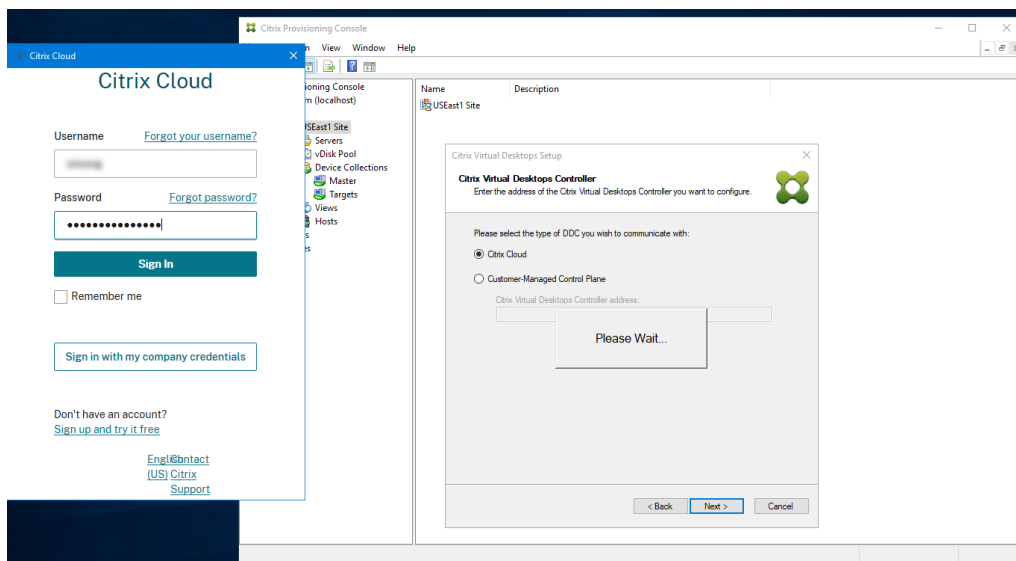 Citrix Cloud
Citrix Cloud
Username
Forgot your username?
Password
Forgot password?
Sign In
Remember me
Sign in with my company credentials
Don't have an account?
Sign up and try it free
English
(US)
Contact
Citrix
Support
Citrix Provisioning Console
View Window Help
Name Description
USEast1 Site
Servers
vDisk Pool
Device Collections
Master
Targets
Views
Hosts
USEast1 Site
Citrix Virtual Desktops Setup
Citrix Virtual Desktops Controller
Enter the address of the Citrix Virtual Desktops Controller you want to configure.
Please select the type of DDC you wish to communicate with:
Citrix Cloud
Customer-Managed Control Plane
Citrix Virtual Desktops Controller address:
Please Wait...
< Back Next > Cancel